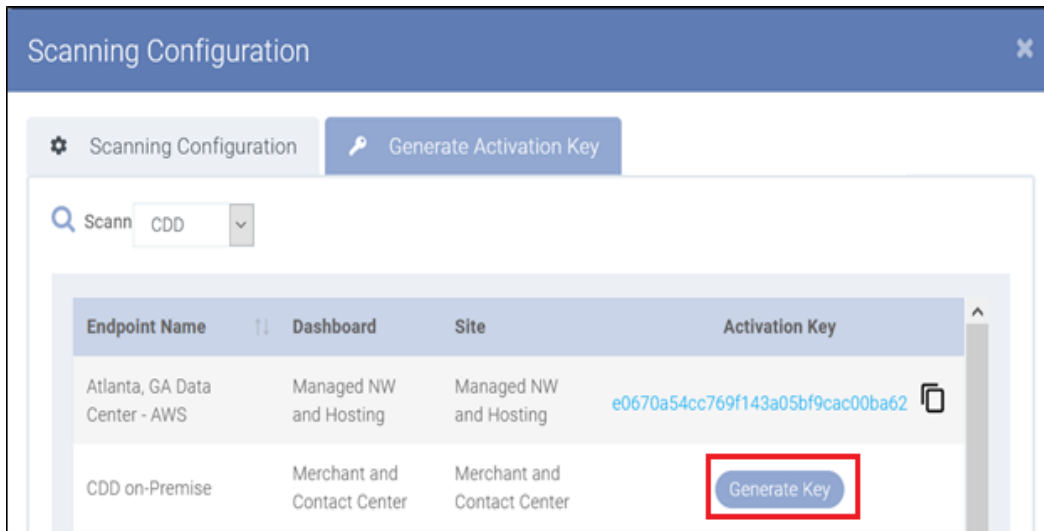 Scanning Configuration
Scanning Configuration
Generate Activation Key
Scann
CDD
Endpoint Name
Dashboard
Site
Activation Key
Atlanta, GA Data
Center - AWS
Managed NW
and Hosting
Managed NW
and Hosting
e0670a54cc769f143a05bf9cac00ba62
CDD on-Premise
Merchant and
Contact Center
Merchant and
Contact Center
Generate Key